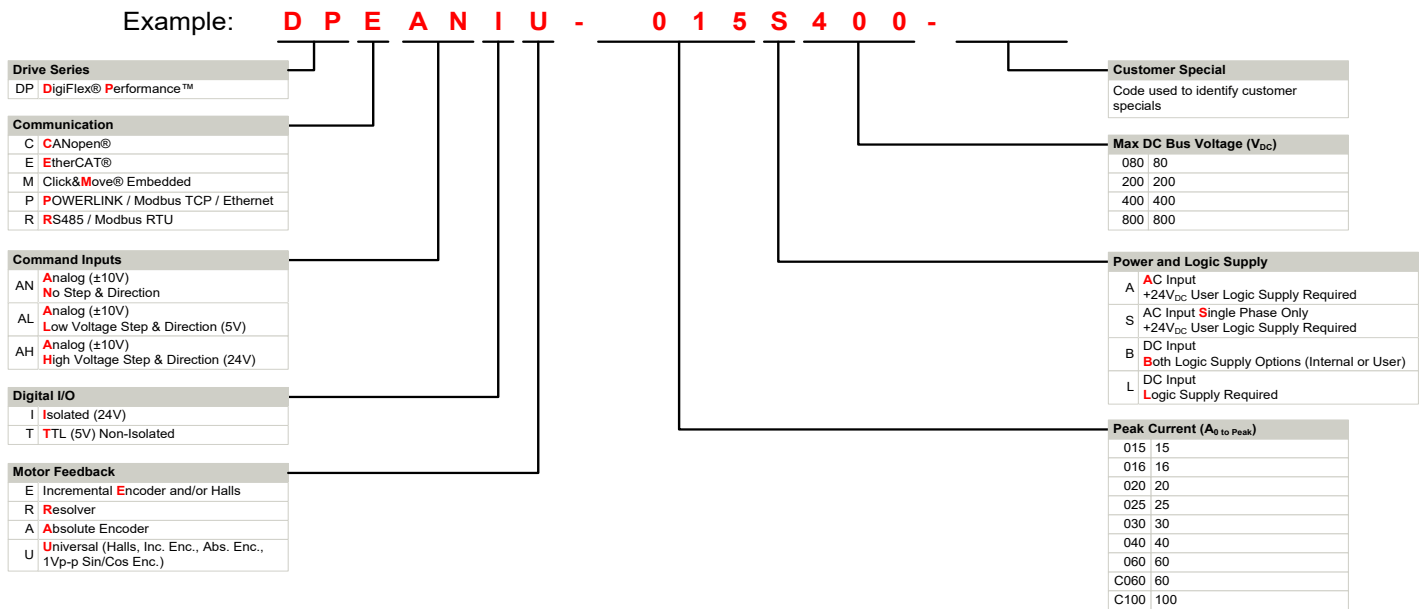 Example: D P E A N I U - 0 1 5 S 4 0 0 -
Drive Series
DP DigiFlex® Performance™
Communication
C CANopen®
E EtherCAT®
M Click&Move® Embedded
P POWERLINK / Modbus TCP / Ethernet
R RS485 / Modbus RTU
Command Inputs
AN Analog (±10V)
No Step & Direction
AL Analog (±10V)
Low Voltage Step & Direction (5V)
AH Analog (±10V)
High Voltage Step & Direction (24V)
Digital I/O
I Isolated (24V)
T TTL (5V) Non-Isolated
Motor Feedback
E Incremental Encoder and/or Halls
R Resolver
A Absolute Encoder
U Universal (Halls, Inc. Enc., Abs. Enc.,
1Vp-p Sin/Cos Enc.)
Customer Special
Code used to identify customer
specials
Max DC Bus Voltage (VDC)
080 80
200 200
400 400
800 800
Power and Logic Supply
A AC Input
+24VDC User Logic Supply Required
S AC Input Single Phase Only
+24VDC User Logic Supply Required
B DC Input
Both Logic Supply Options (Internal or User)
L DC Input
Logic Supply Required
Peak Current (A0 to Peak)
015 15
016 16
020 20
025 25
030 30
040 40
060 60
C060 60
C100 100